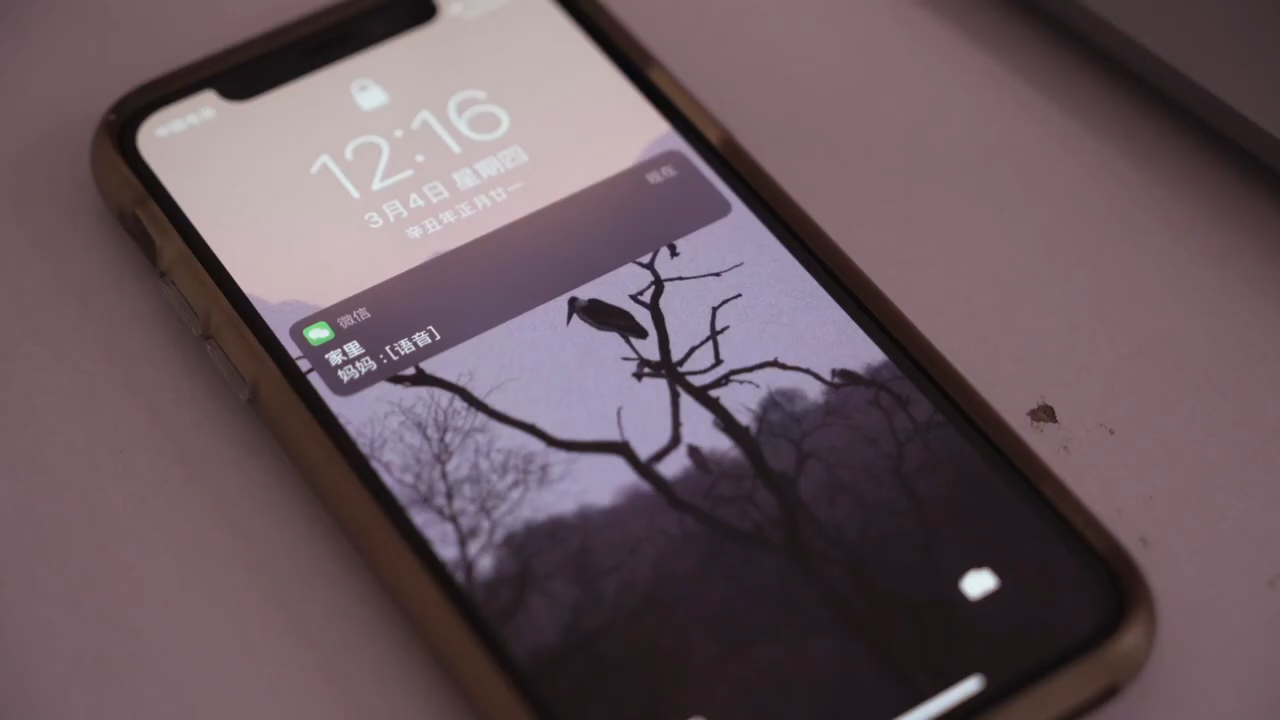 12:16
3月4日 星期四
辛丑年正月廿一
微信
现在
家里
妈妈:[语音]